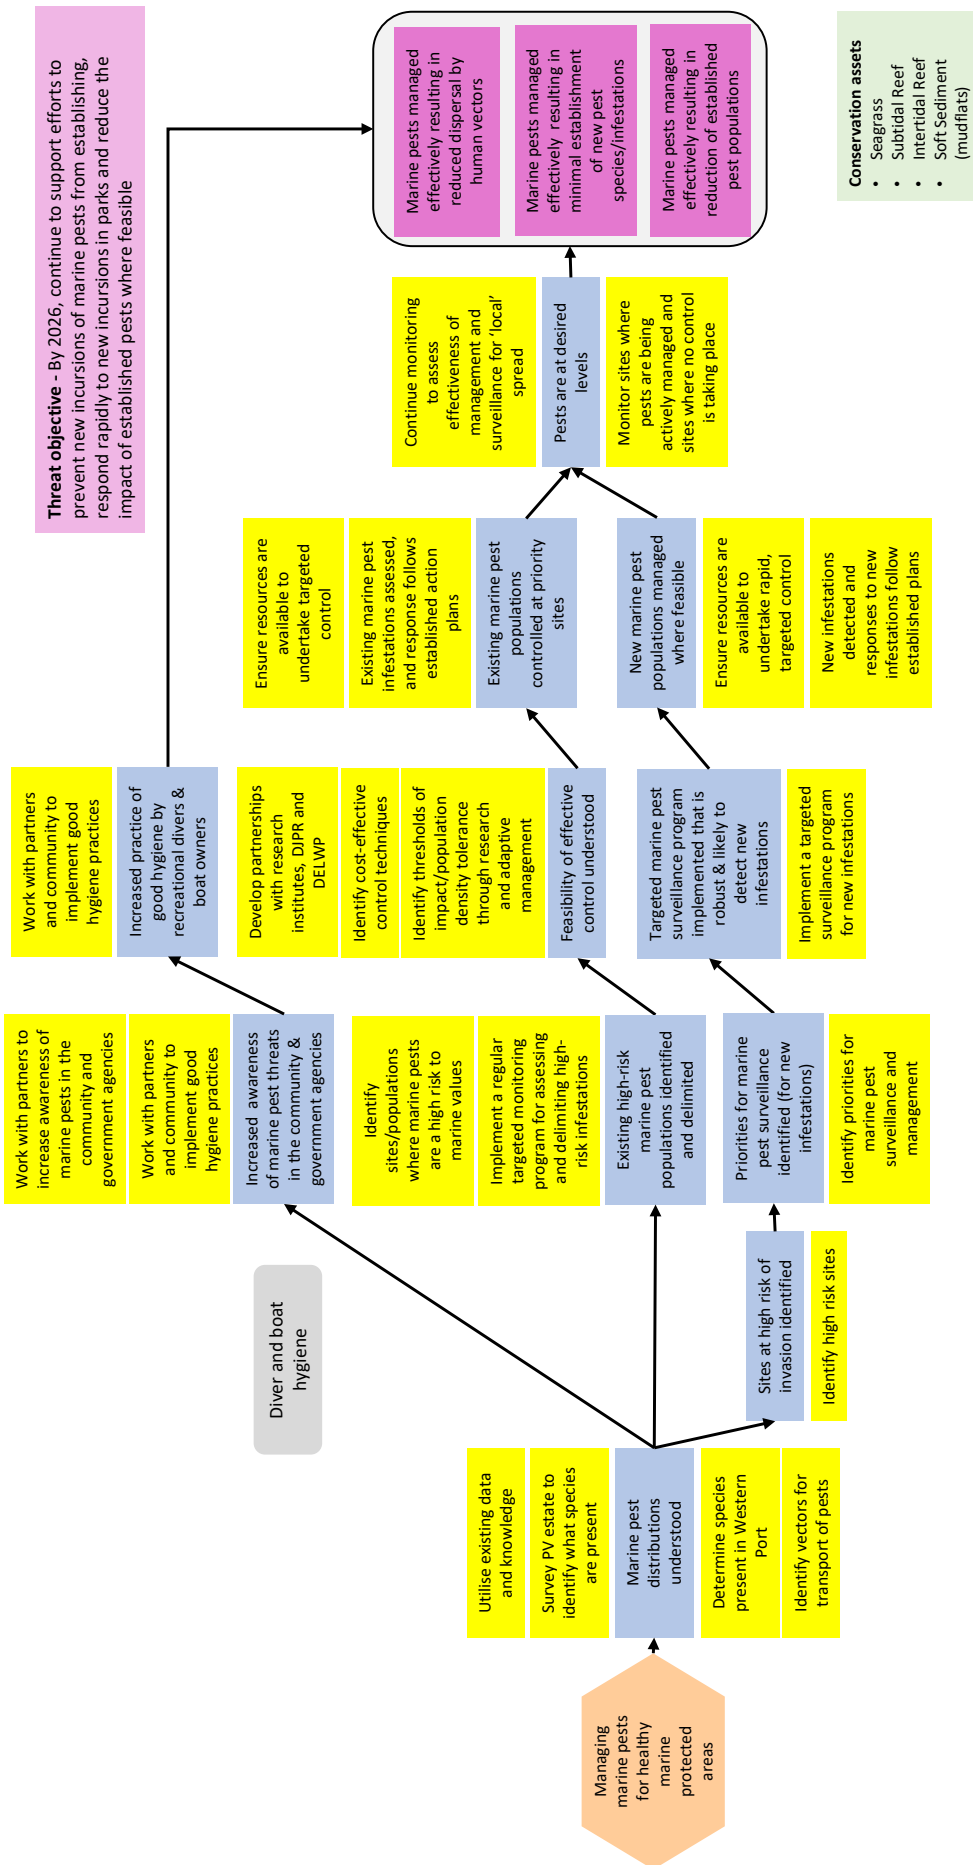 Threat objective - By 2026, continue to support efforts to
prevent new incursions of marine pests from establishing,
respond rapidly to new incursions in parks and reduce the
impact of established pests where feasible
Managing
marine pests
for healthy
marine
protected
areas
Utilise existing data
and knowledge
Survey PV estate to
identify what species
are present
Marine pest
distributions
understood
Determine species
present in Western
Port
Identify vectors for
transport of pests
Diver and boat
hygiene
Sites at high risk of
invasion identified
Identify high risk sites
Work with partners to
increase awareness of
marine pests in the
community and
government agencies
Work with partners
and community to
implement good
hygiene practices
Increased awareness
of marine pest threats
in the community &
government agencies
Identify
sites/populations
where marine pests
are a high risk to
marine values
Implement a regular
targeted monitoring
program for assessing
and delimiting high-
risk infestations
Existing high-risk
marine pest
populations identified
and delimited
Priorities for marine
pest surveillance
identified (for new
infestations)
Identify priorities for
marine pest
surveillance and
management
Work with partners
and community to
implement good
hygiene practices
Increased practice of
good hygiene by
recreational divers &
boat owners
Develop partnerships
with research
institutes, DJPR and
DELWP
Identify cost-effective
control techniques
Identify thresholds of
impact/population
density tolerance
through research
and adaptive
management
Feasibility of effective
control understood
Targeted marine pest
surveillance program
implemented that is
robust & likely to
detect new
infestations
Implement a targeted
surveillance program
for new infestations
Ensure resources are
available to
undertake targeted
control
Existing marine pest
infestations assessed,
and response follows
established action
plans
Existing marine pest
populations
controlled at priority
sites
New marine pest
populations managed
where feasible
Ensure resources are
available to
undertake rapid,
targeted control
New infestations
detected and
responses to new
infestations follow
established plans
Continue monitoring
to assess
effectiveness of
management and
surveillance for ‘local’
spread
Pests are at desired
levels
Monitor sites where
pests are being
actively managed and
sites where no control
is taking place
Marine pests managed
effectively resulting in
reduced dispersal by
human vectors
Marine pests managed
effectively resulting in
minimal establishment
of new pest
species/infestations
Marine pests managed
effectively resulting in
reduction of established
pest populations
Conservation assets
• Seagrass
• Subtidal Reef
• Intertidal Reef
• Soft Sediment
(mudflats)